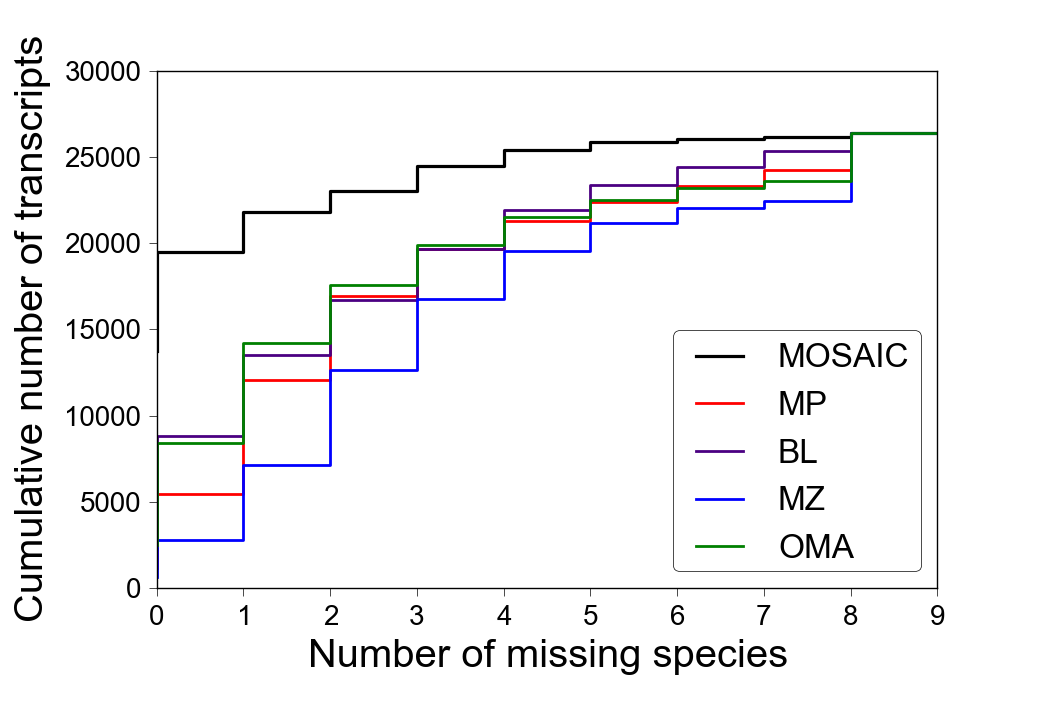 Cumulative number of transcripts
30000
25000
20000
15000
10000
5000
0
0 1 2 3 4 5 6 7 8 9
Number of missing species
MOSAIC
MP
BL
MZ
OMA